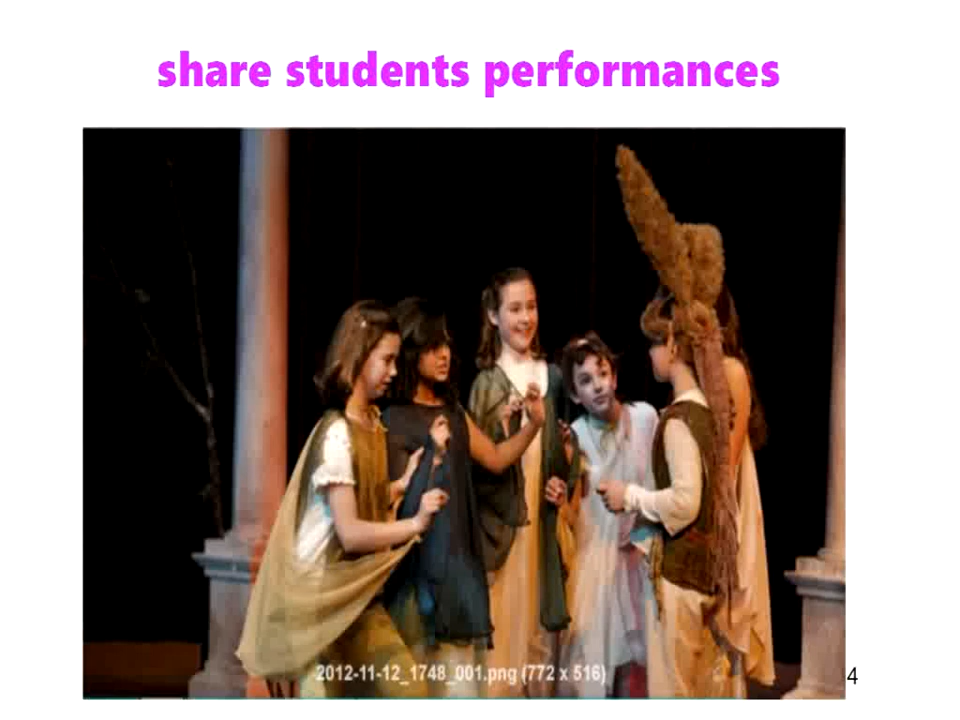 share students performances
2012-11-12_1748_001.png (772 x 516)
4